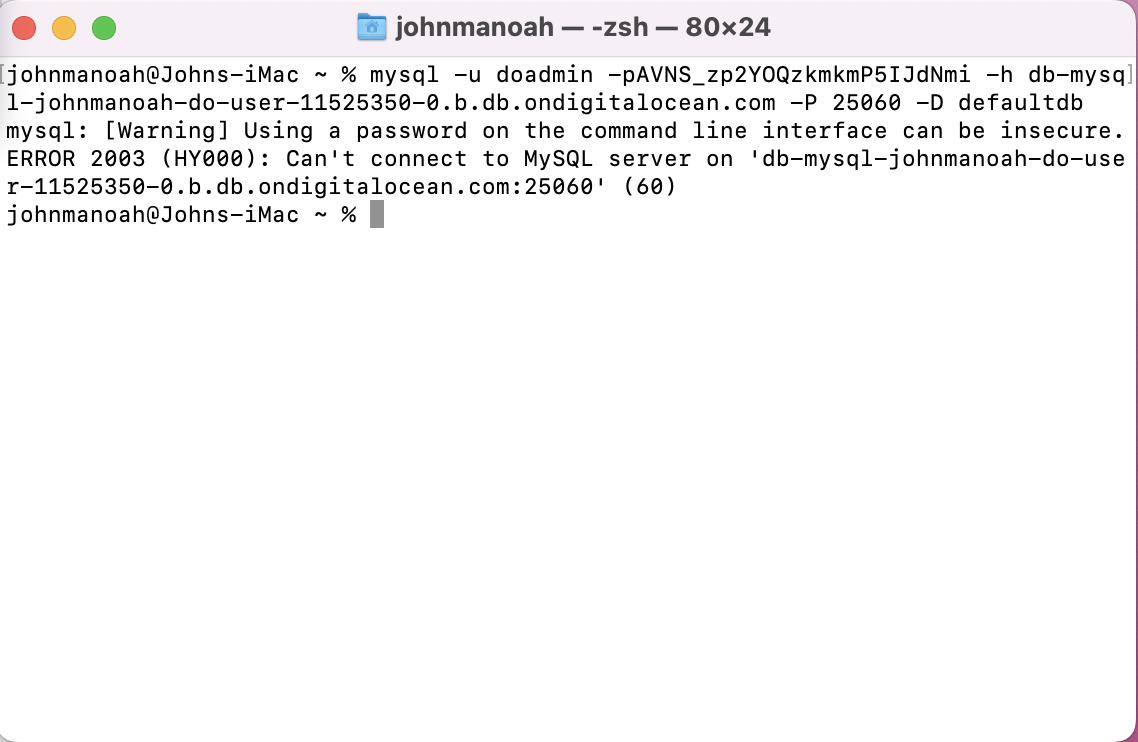 johnmanoah — -zsh — 80×24
[johnmanoah@Johns-iMac ~ % mysql -u doadmin -pAVNS_zp2YOQzkmkmP5IJdNmi -h db-mysq]
l-johnmanoah-do-user-11525350-0.b.db.ondigitalocean.com -P 25060 -D defaultdb
mysql: [Warning] Using a password on the command line interface can be insecure.
ERROR 2003 (HY000): Can't connect to MySQL server on 'db-mysql-johnmanoah-do-use
r-11525350-0.b.db.ondigitalocean.com:25060' (60)
johnmanoah@Johns-iMac ~ %